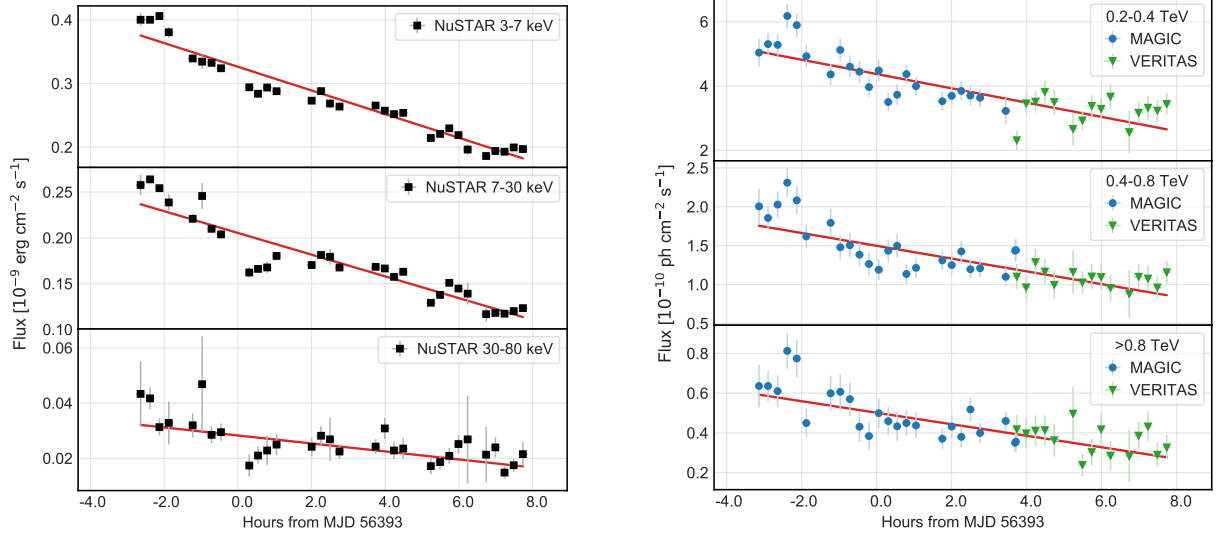 Flux [10⁻⁹ erg cm⁻² s⁻¹]
0.4
0.3
0.2
NuSTAR 3-7 keV
0.25
0.20
0.15
0.10
NuSTAR 7-30 keV
0.06
0.04
0.02
NuSTAR 30-80 keV
-4.0 -2.0 0.0 2.0 4.0 6.0 8.0
Hours from MJD 56393
Flux [10⁻¹⁰ ph cm⁻² s⁻¹]
6
4
2
0.2-0.4 TeV
MAGIC
VERITAS
2.5
2.0
1.5
1.0
0.5
0.4-0.8 TeV
MAGIC
VERITAS
0.8
0.6
0.4
0.2
>0.8 TeV
MAGIC
VERITAS
-4.0 -2.0 0.0 2.0 4.0 6.0 8.0
Hours from MJD 56393